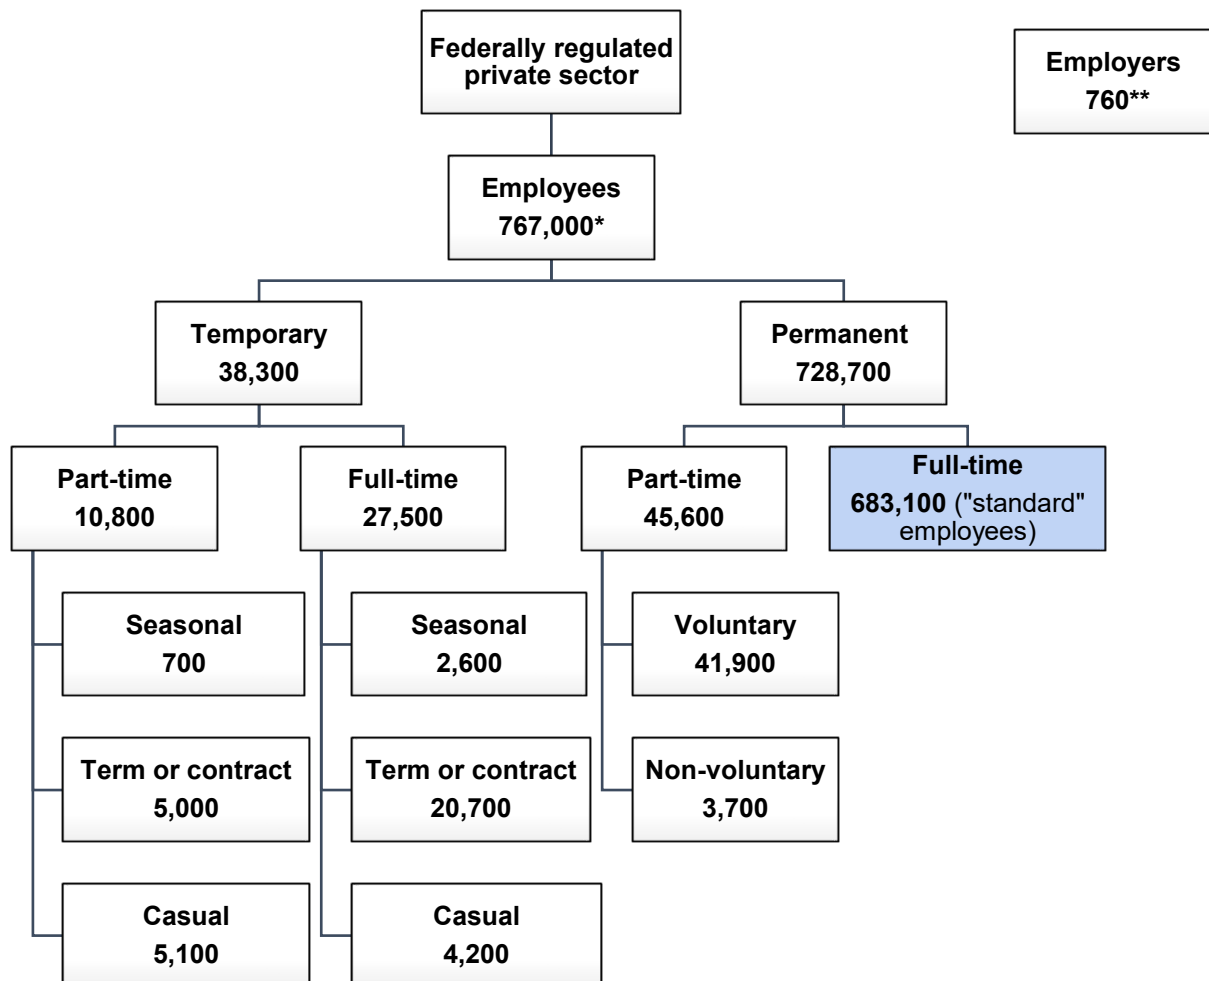 Federally regulated
private sector
Employers
760**
Employees
767,000*
Temporary
38,300
Permanent
728,700
Part-time
10,800
Full-time
27,500
Part-time
45,600
Full-time
683,100 ("standard"
employees)
Seasonal
700
Seasonal
2,600
Voluntary
41,900
Term or contract
5,000
Term or contract
20,700
Non-voluntary
3,700
Casual
5,100
Casual
4,200